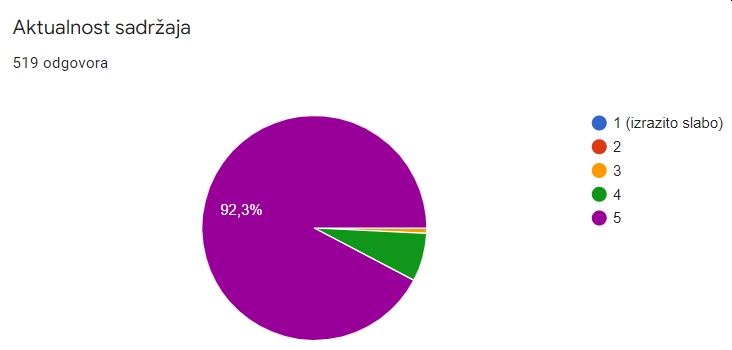 Aktualnost sadržaja
519 odgovora
92,3%
1 (izrazito slabo)
2
3
4
5